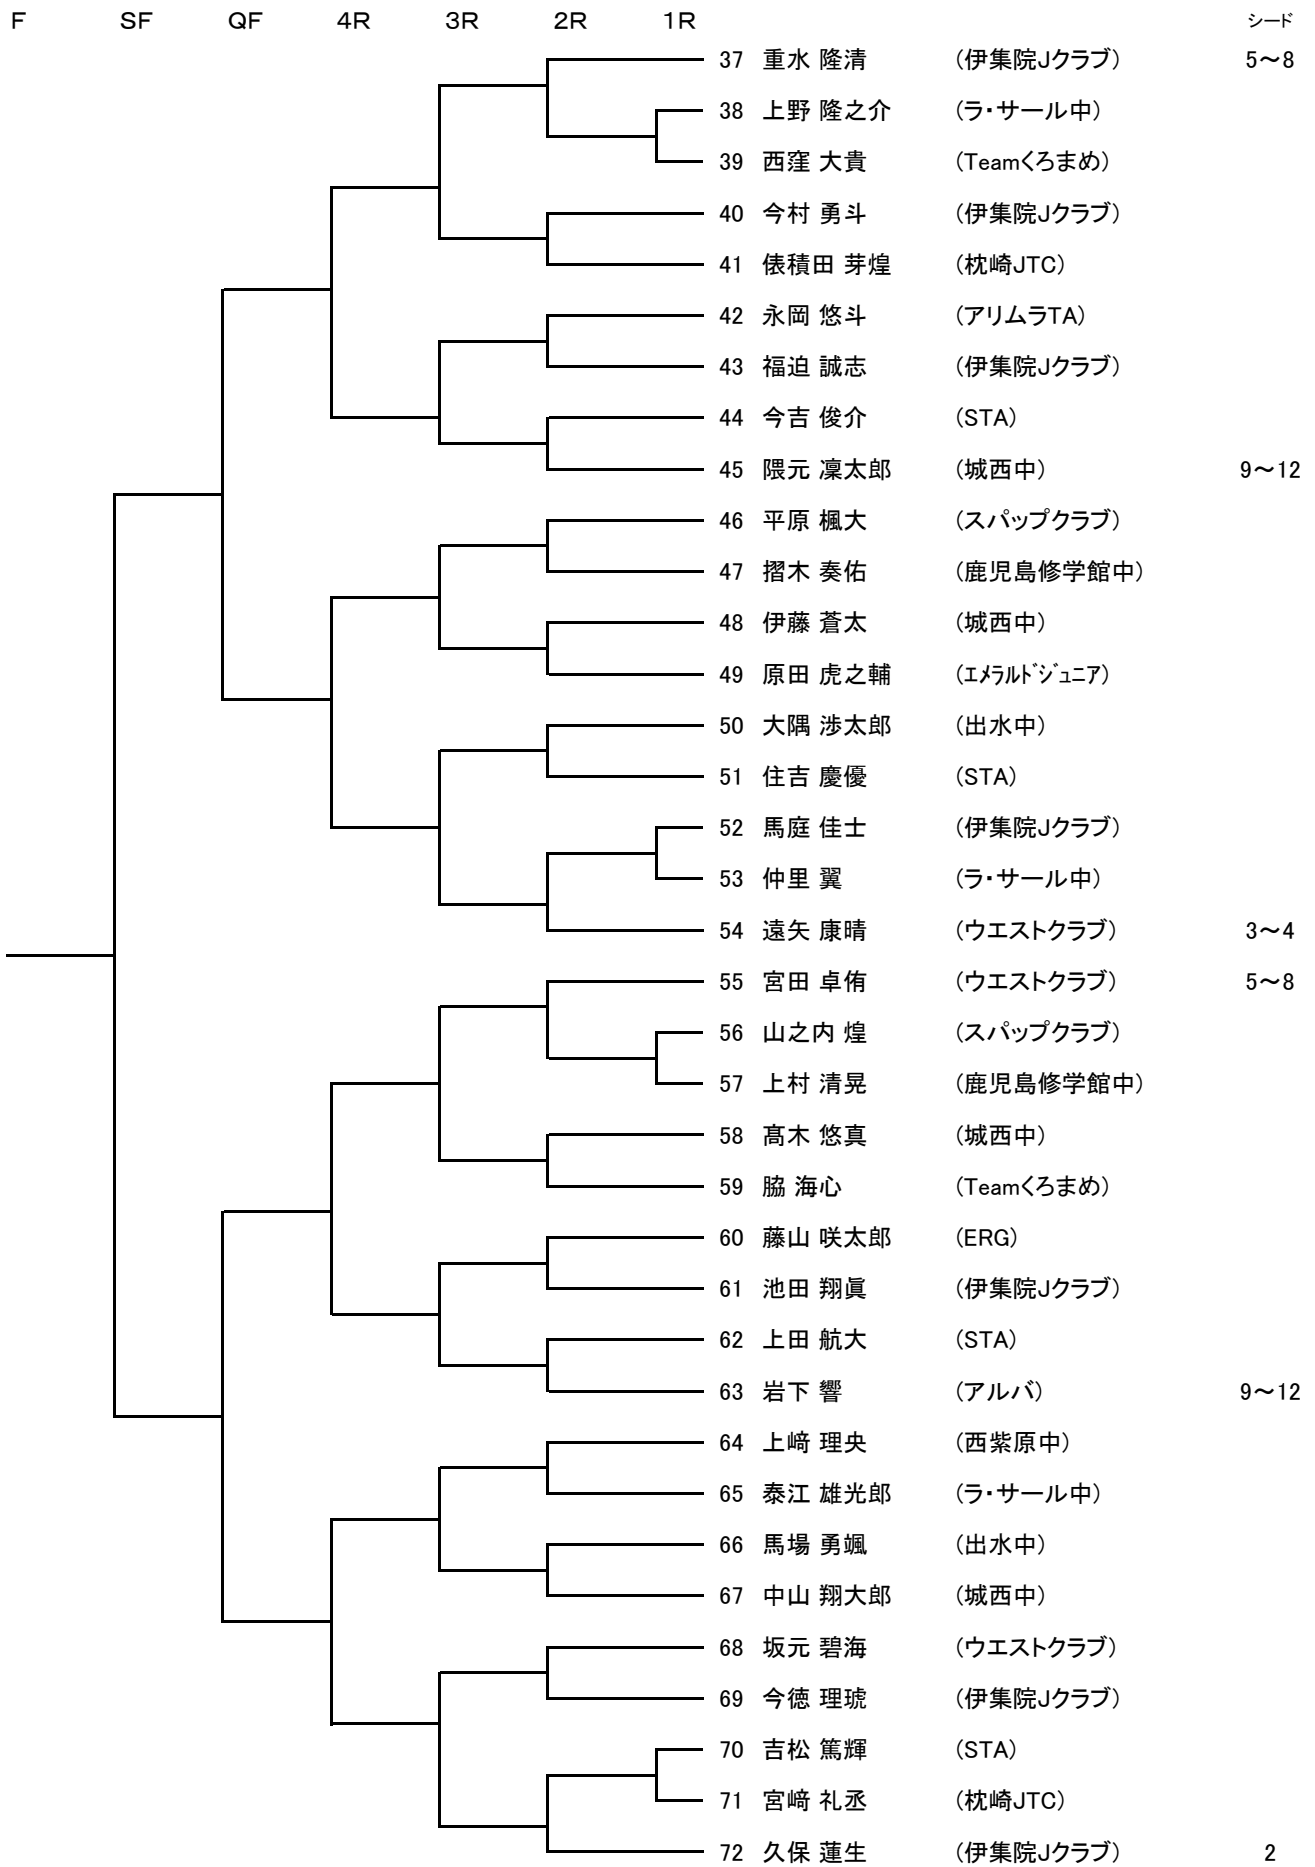 F SF QF 4R 3R 2R 1R シード
37 重水 隆清 (伊集院Jクラブ) 5～8
38 上野 隆之介 (ラ・サール中)
39 西窪 大貴 (Teamくろまめ)
40 今村 勇斗 (伊集院Jクラブ)
41 俵積田 芽煌 (枕崎JTC)
42 永岡 悠斗 (アリムラTA)
43 福迫 誠志 (伊集院Jクラブ)
44 今吉 俊介 (STA)
45 隈元 凜太郎 (城西中) 9～12
46 平原 楓大 (スパップクラブ)
47 摺木 奏佑 (鹿児島修学館中)
48 伊藤 蒼太 (城西中)
49 原田 虎之輔 (ｴﾒﾗﾙﾄﾞｼﾞｭﾆｱ)
50 大隅 渉太郎 (出水中)
51 住吉 慶優 (STA)
52 馬庭 佳士 (伊集院Jクラブ)
53 仲里 翼 (ラ・サール中)
54 遠矢 康晴 (ウエストクラブ) 3～4
55 宮田 卓侑 (ウエストクラブ) 5～8
56 山之内 煌 (スパップクラブ)
57 上村 清晃 (鹿児島修学館中)
58 髙木 悠真 (城西中)
59 脇 海心 (Teamくろまめ)
60 藤山 咲太郎 (ERG)
61 池田 翔眞 (伊集院Jクラブ)
62 上田 航大 (STA)
63 岩下 響 (アルバ) 9～12
64 上﨑 理央 (西紫原中)
65 泰江 雄光郎 (ラ・サール中)
66 馬場 勇颯 (出水中)
67 中山 翔大郎 (城西中)
68 坂元 碧海 (ウエストクラブ)
69 今徳 理琥 (伊集院Jクラブ)
70 吉松 篤輝 (STA)
71 宮﨑 礼丞 (枕崎JTC)
72 久保 蓮生 (伊集院Jクラブ) 2